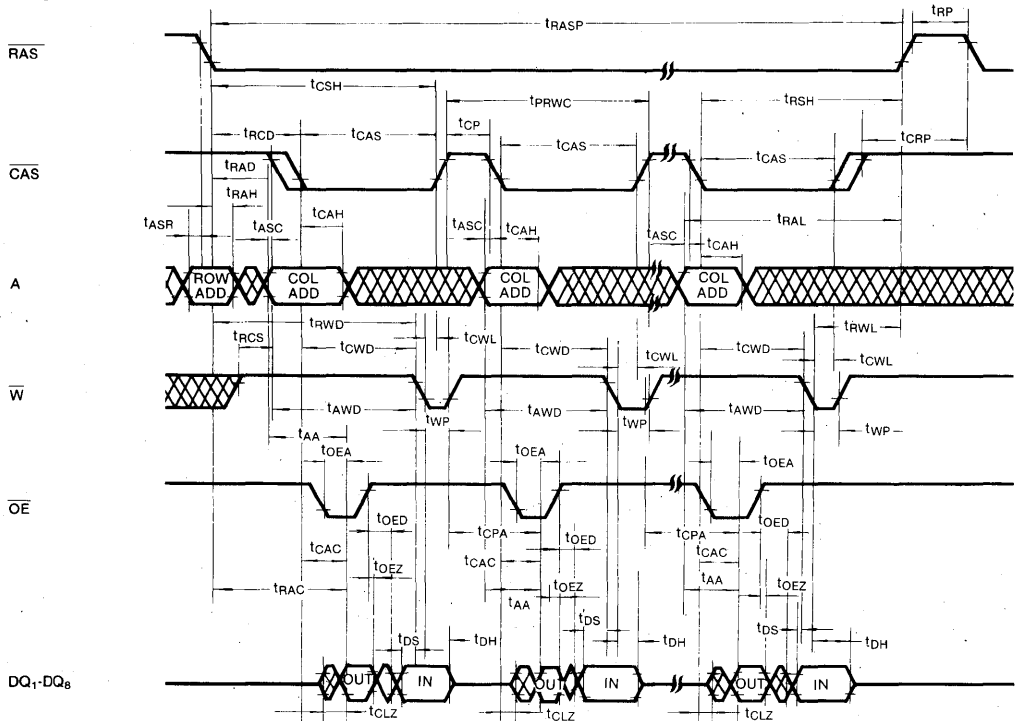 tRASP
tRP
RAS
tCSH
tPRWC
tRSH
tRCD
tCAS
tCP
tCAS
tCAS
tCRP
CAS
tRAD
tRAH
tRAL
tASR
tASC
tCAH
tASC
tCAH
tASC
tCAH
A
ROW ADD
COL ADD
COL ADD
COL ADD
tRWD
tRWL
tRCS
tCWD
tCWL
tCWD
tCWL
tCWD
tCWL
W
tAWD
tWP
tAWD
tWP
tAWD
tWP
tAA
tOEA
tOEA
tOEA
OE
tOED
tCPA
tOED
tCPA
tOED
tCAC
tOEZ
tCAC
tOEZ
tCAC
tOEZ
tRAC
tAA
tAA
tDS
tDH
tDS
tDH
tDS
tDH
DQ1-DQ8
OUT
IN
OUT
IN
OUT
IN
tCLZ
tCLZ
tCLZ